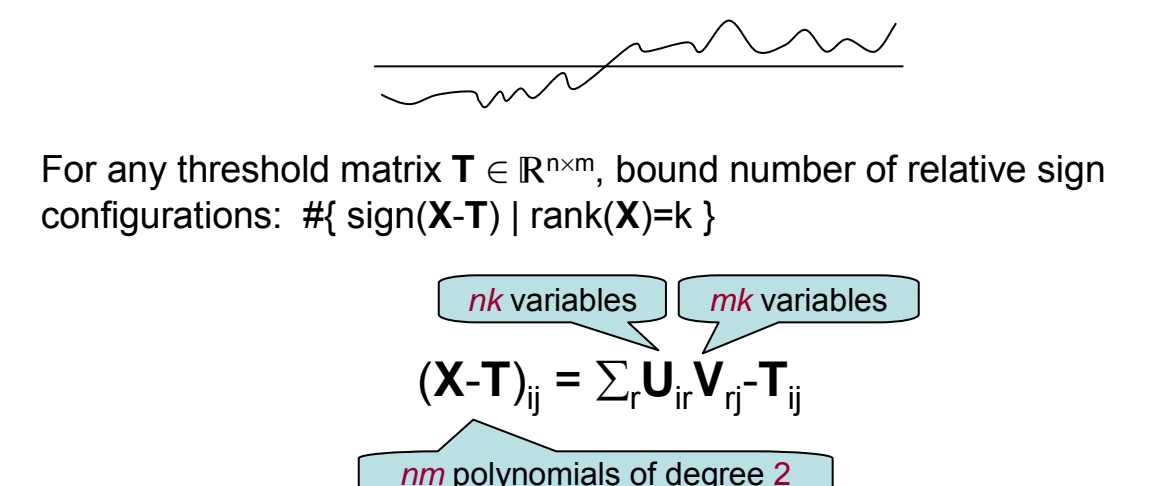 For any threshold matrix T ∈ ℝⁿˣᵐ, bound number of relative sign
configurations: #{ sign(X-T) | rank(X)=k }
nk variables mk variables
(X-T)ij = ∑rUirVrj-Tij
nm polynomials of degree 2